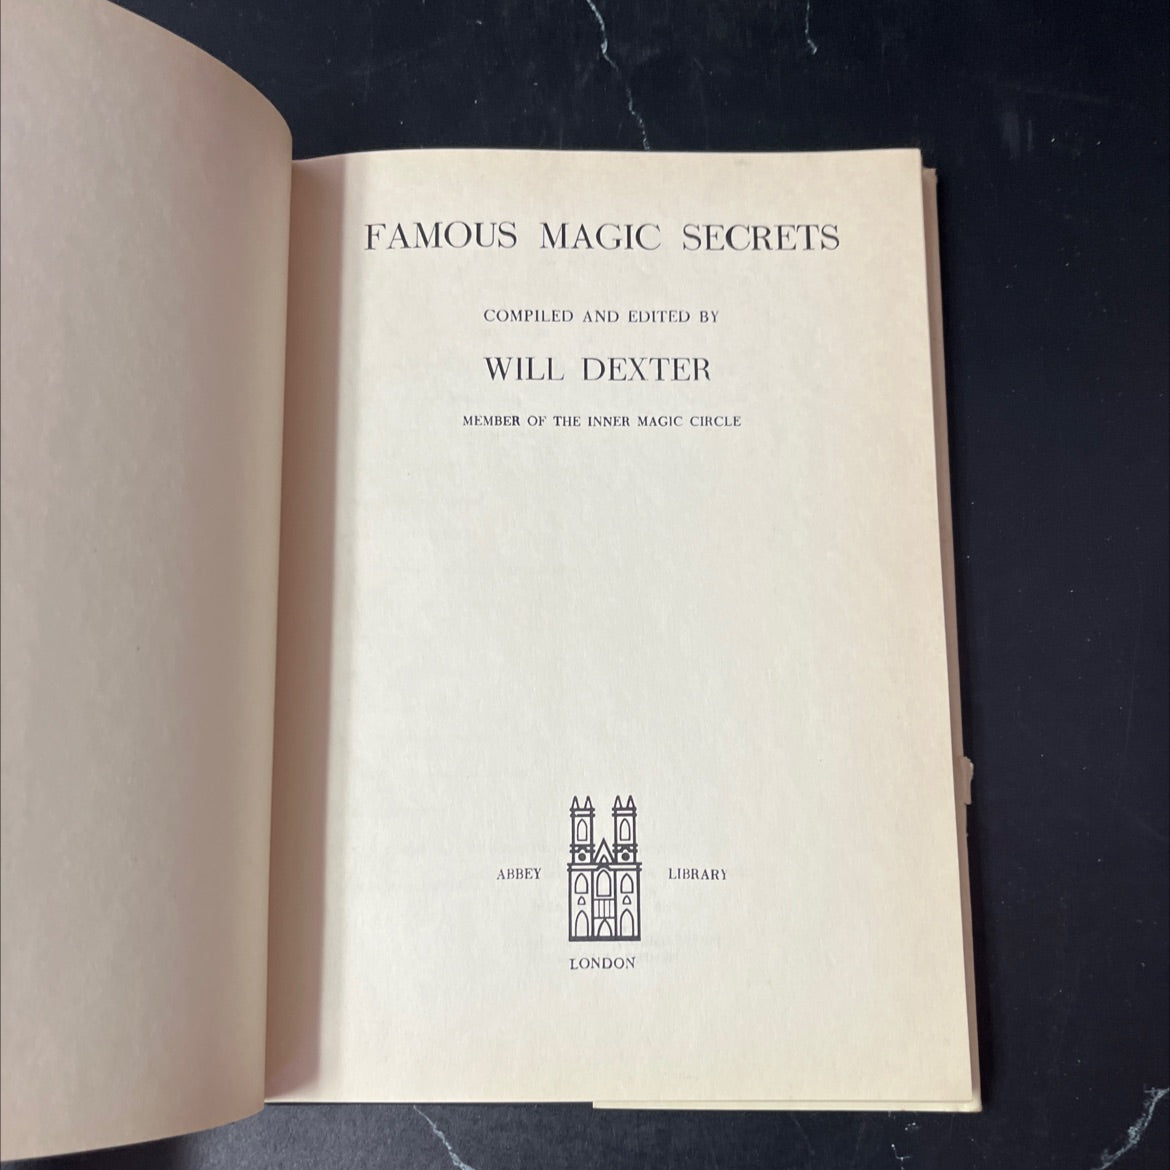 FAMOUS MAGIC SECRETS
COMPILED AND EDITED BY
WILL DEXTER
MEMBER OF THE INNER MAGIC CIRCLE
ABBEY LIBRARY
LONDON